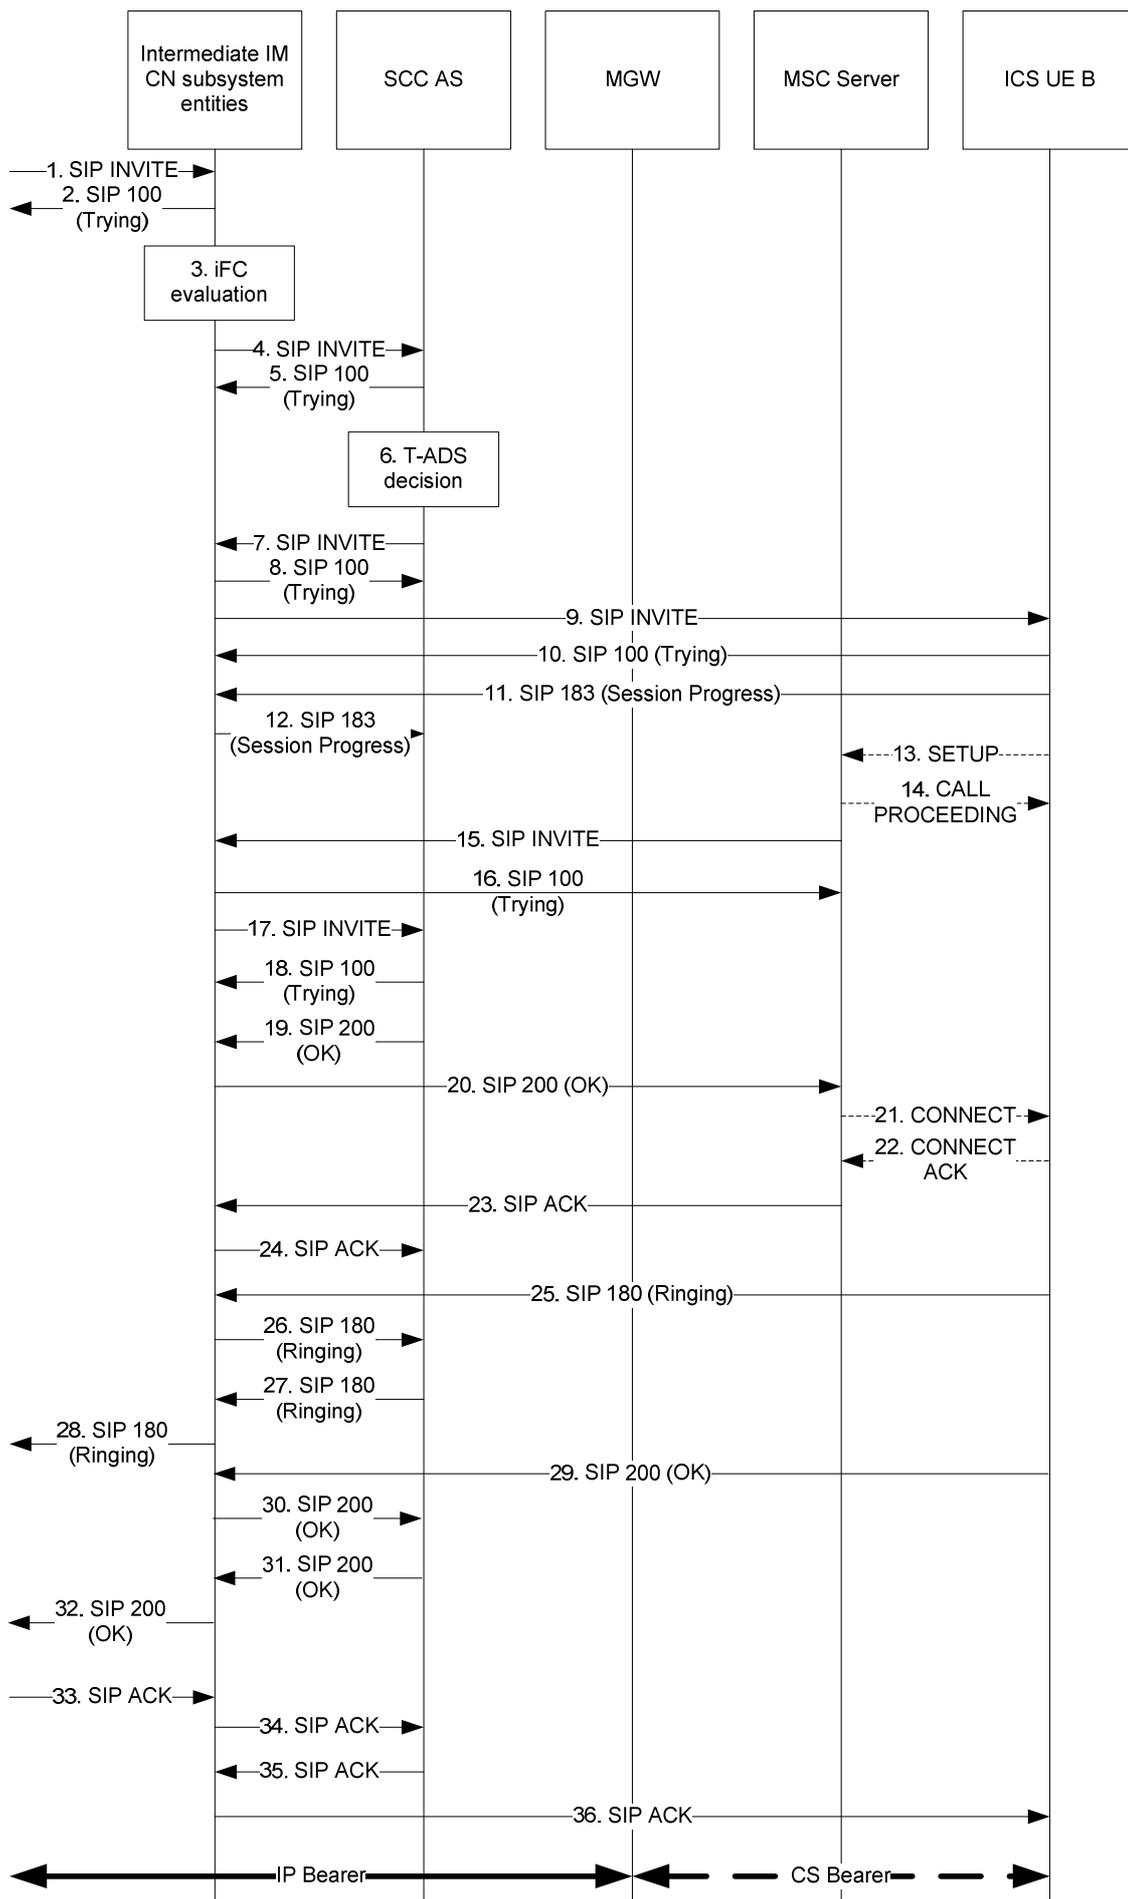 Intermediate IM
CN subsystem
entities
SCC AS
MGW
MSC Server
ICS UE B
1. SIP INVITE
2. SIP 100
(Trying)
3. iFC
evaluation
4. SIP INVITE
5. SIP 100
(Trying)
6. T-ADS
decision
7. SIP INVITE
8. SIP 100
(Trying)
9. SIP INVITE
10. SIP 100 (Trying)
11. SIP 183 (Session Progress)
12. SIP 183
(Session Progress)
13. SETUP
14. CALL
PROCEEDING
15. SIP INVITE
16. SIP 100
(Trying)
17. SIP INVITE
18. SIP 100
(Trying)
19. SIP 200
(OK)
20. SIP 200 (OK)
21. CONNECT
22. CONNECT
ACK
23. SIP ACK
24. SIP ACK
25. SIP 180 (Ringing)
26. SIP 180
(Ringing)
27. SIP 180
(Ringing)
28. SIP 180
(Ringing)
29. SIP 200 (OK)
30. SIP 200
(OK)
31. SIP 200
(OK)
32. SIP 200
(OK)
33. SIP ACK
34. SIP ACK
35. SIP ACK
36. SIP ACK
IP Bearer
CS Bearer